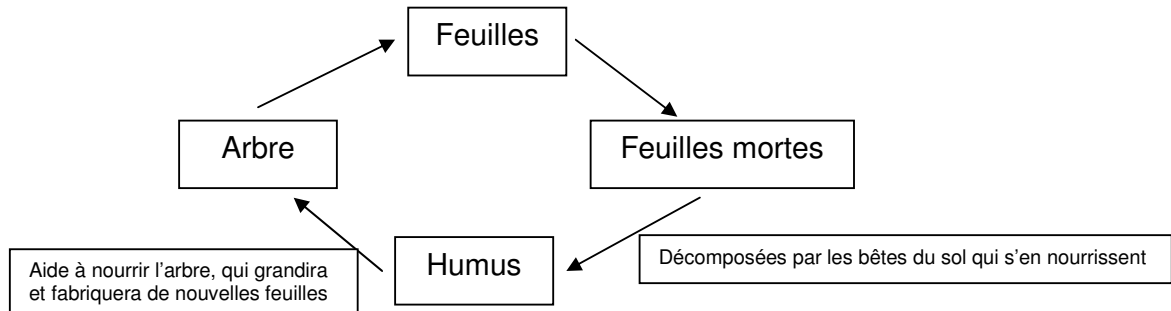 Feuilles
Arbre
Feuilles mortes
Humus
Aide à nourrir l'arbre, qui grandira
et fabriquera de nouvelles feuilles
Décomposées par les bêtes du sol qui s'en nourrissent